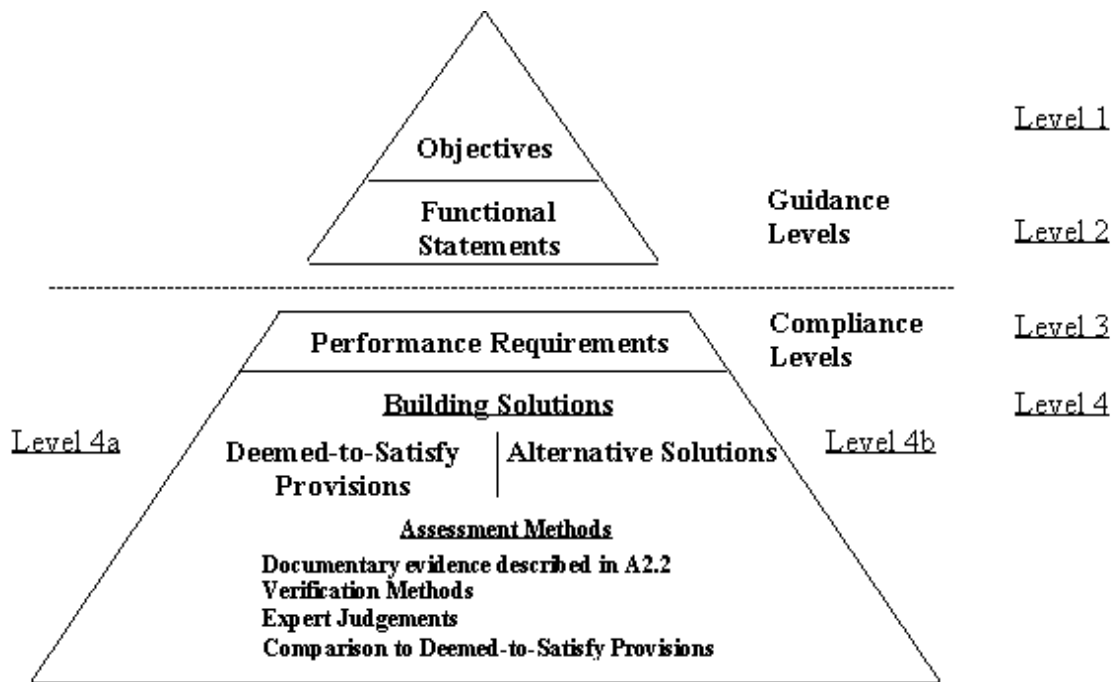 Level 1
Objectives
Functional
Statements
Guidance
Levels
Level 2
Performance Requirements
Compliance
Levels
Level 3
Building Solutions
Level 4
Level 4a
Deemed-to-Satisfy
Provisions
Alternative Solutions
Level 4b
Assessment Methods
Documentary evidence described in A2.2
Verification Methods
Expert Judgements
Comparison to Deemed-to-Satisfy Provisions